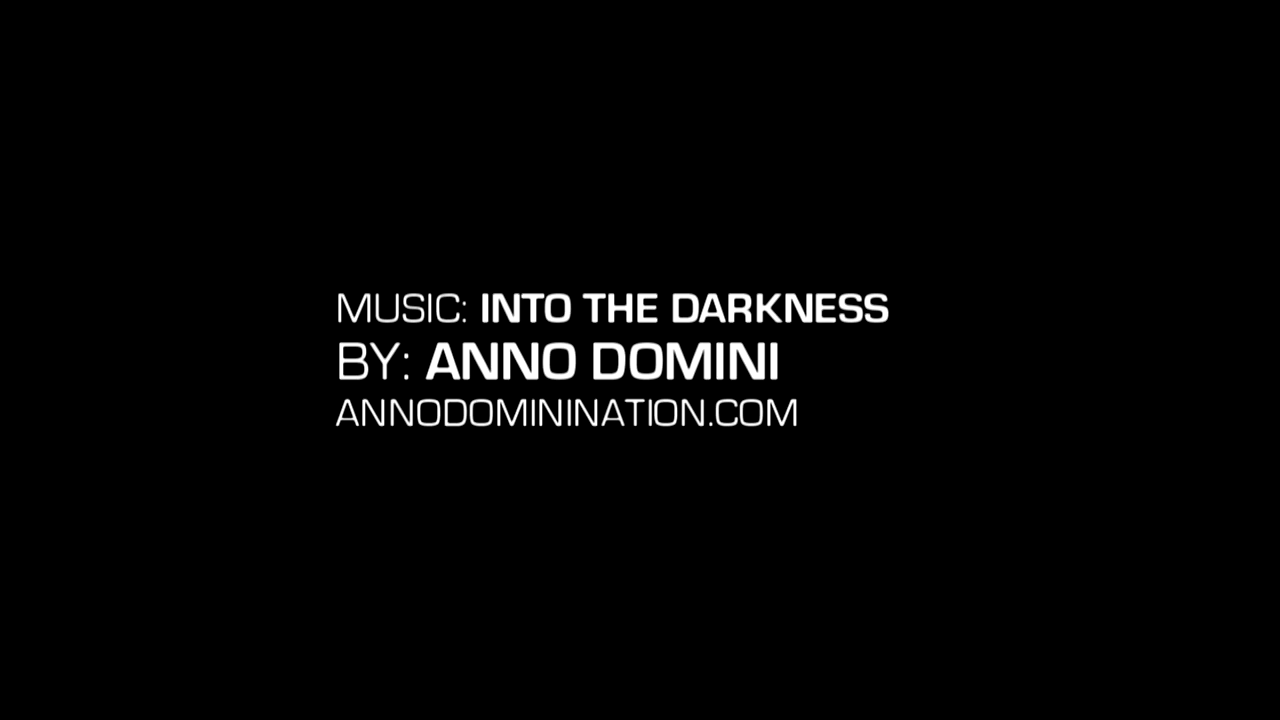 MUSIC: INTO THE DARKNESS
BY: ANNO DOMINI
ANNODOMININATION.COM